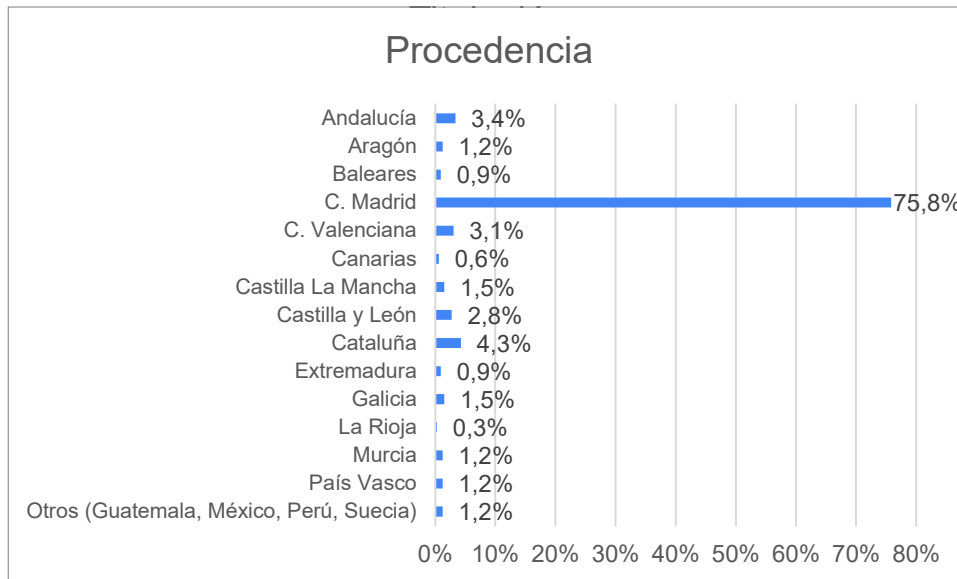 Procedencia
Andalucía 3,4%
Aragón 1,2%
Baleares 0,9%
C. Madrid 75,8%
C. Valenciana 3,1%
Canarias 0,6%
Castilla La Mancha 1,5%
Castilla y León 2,8%
Cataluña 4,3%
Extremadura 0,9%
Galicia 1,5%
La Rioja 0,3%
Murcia 1,2%
País Vasco 1,2%
Otros (Guatemala, México, Perú, Suecia) 1,2%
0% 10% 20% 30% 40% 50% 60% 70% 80%